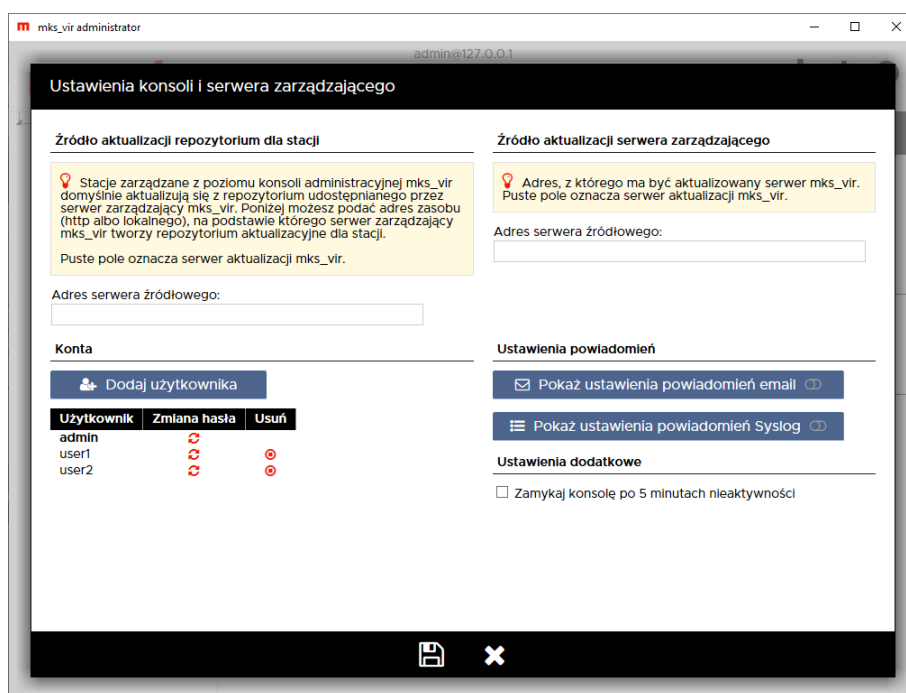 mks_vir administrator
admin@127.0.0.1
Ustawienia konsoli i serwera zarządzającego
Źródło aktualizacji repozytorium dla stacji
Stacje zarządzane z poziomu konsoli administracyjnej mks_vir
domyślnie aktualizują się z repozytorium udostępnianego przez
serwer zarządzający mks_vir. Poniżej możesz podać adres zasobu
(http albo lokalnego), na podstawie którego serwer zarządzający
mks_vir tworzy repozytorium aktualizacyjne dla stacji.
Puste pole oznacza serwer aktualizacji mks_vir.
Adres serwera źródłowego:
Źródło aktualizacji serwera zarządzającego
Adres, z którego ma być aktualizowany serwer mks_vir.
Puste pole oznacza serwer aktualizacji mks_vir.
Adres serwera źródłowego:
Konta
Dodaj użytkownika
Użytkownik Zmiana hasła Usuń
admin
user1
user2
Ustawienia powiadomień
Pokaż ustawienia powiadomień email
Pokaż ustawienia powiadomień Syslog
Ustawienia dodatkowe
Zamykaj konsolę po 5 minutach nieaktywności